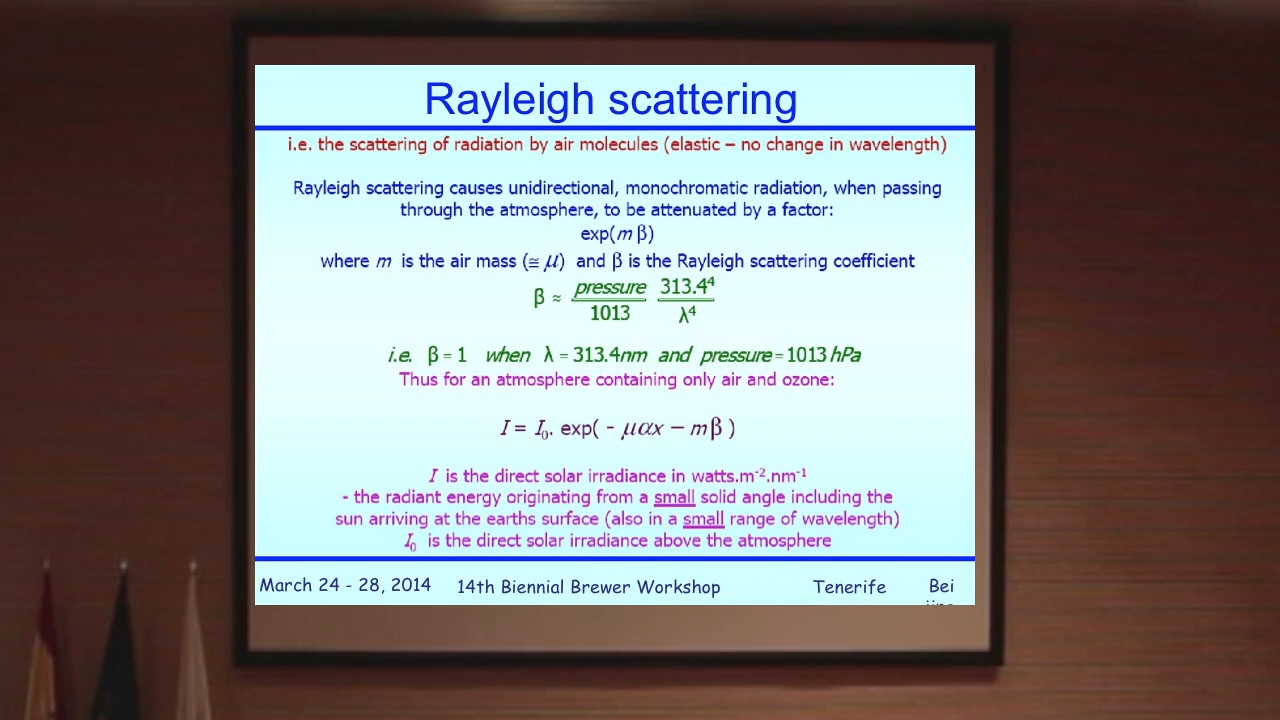 Rayleigh scattering
i.e. the scattering of radiation by air molecules (elastic – no change in wavelength)
Rayleigh scattering causes unidirectional, monochromatic radiation, when passing
through the atmosphere, to be attenuated by a factor:
exp(m β)
where m is the air mass (≅ μ) and β is the Rayleigh scattering coefficient
β ≈ pressure/1013 313.4⁴/λ⁴
i.e. β = 1 when λ = 313.4nm and pressure = 1013 hPa
Thus for an atmosphere containing only air and ozone:
I = I₀. exp( - μαx – mβ )
I is the direct solar irradiance in watts.m⁻².nm⁻¹
- the radiant energy originating from a small solid angle including the
sun arriving at the earths surface (also in a small range of wavelength)
I₀ is the direct solar irradiance above the atmosphere
March 24 - 28, 2014 14th Biennial Brewer Workshop Tenerife Bei